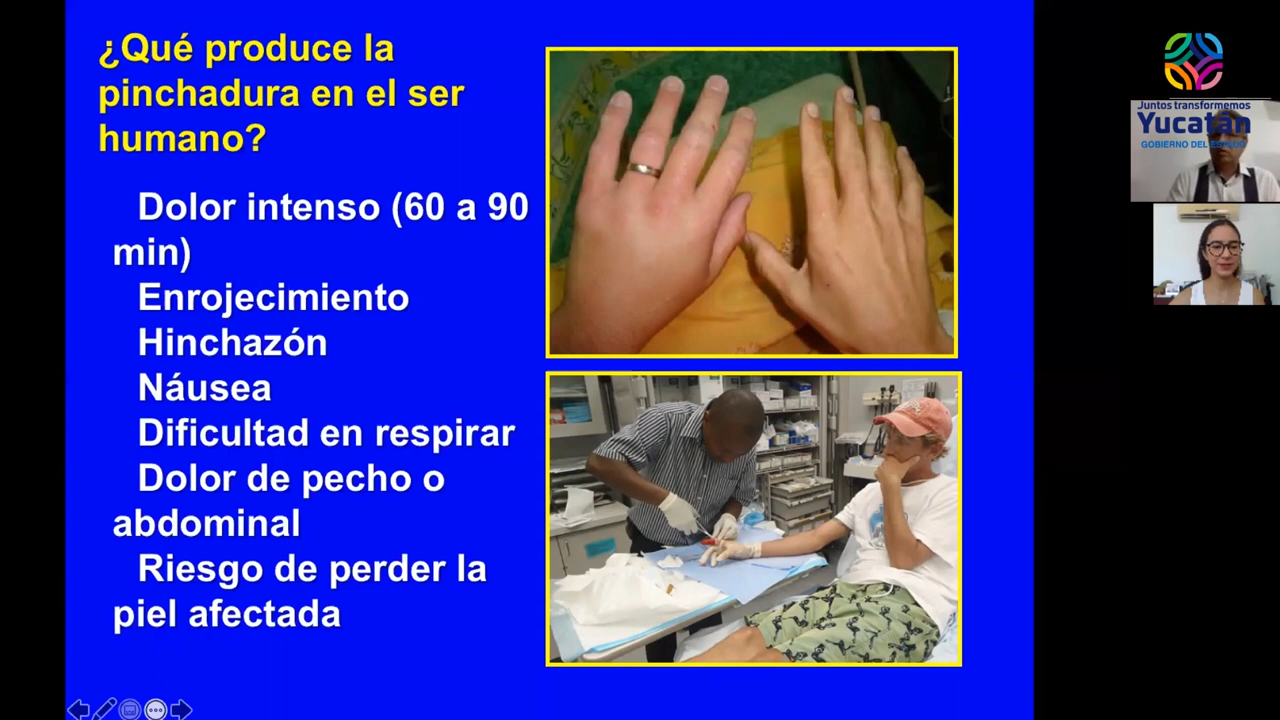 ¿Qué produce la
pinchadura en el ser
humano?
Dolor intenso (60 a 90
min)
Enrojecimiento
Hinchazón
Náusea
Dificultad en respirar
Dolor de pecho o
abdominal
Riesgo de perder la
piel afectada
Juntos transformemos
Yucatán
GOBIERNO DEL ESTADO